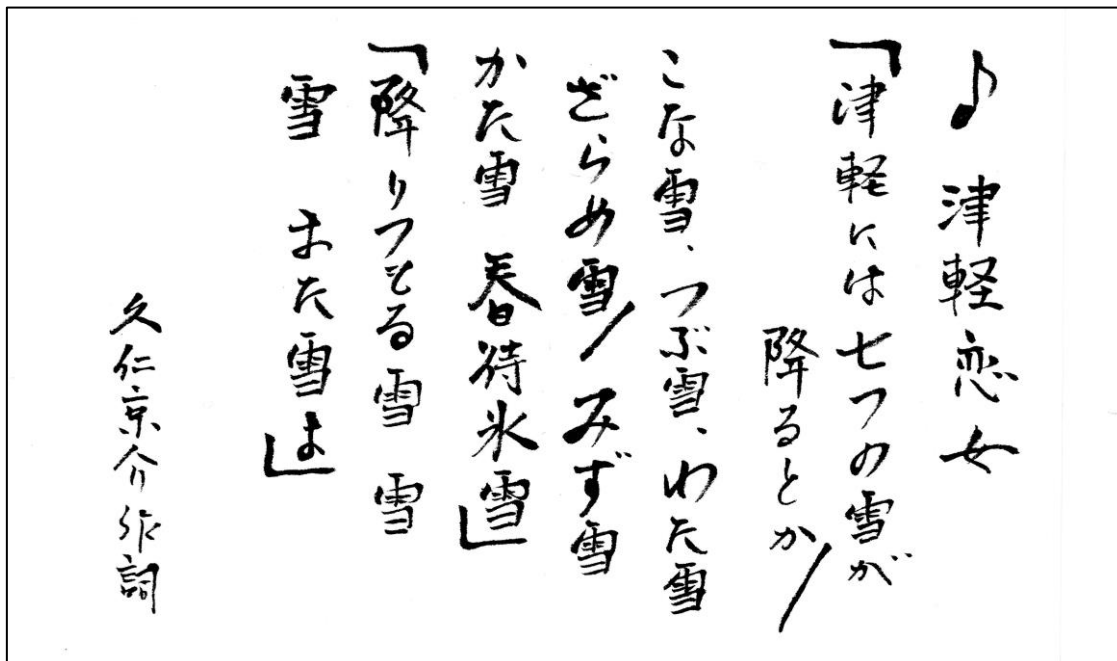 ♪ 津軽恋女
「津軽には七つの雪が
降るとか/
こな雪、つぶ雪、わた雪
ざらめ雪/みず雪
かた雪 春待氷雪」
「降りつもる雪 雪
雪 また雪よ」
久仁京介作詞